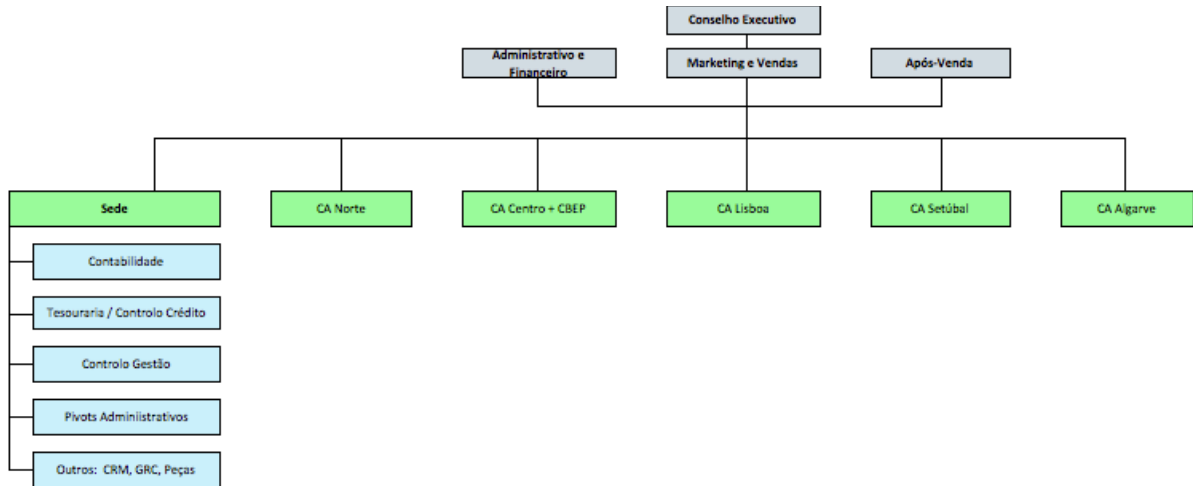 Conselho Executivo
Administrativo e
Financeiro
Marketing e Vendas
Após-Venda
Sede
CA Norte
CA Centro + CBEP
CA Lisboa
CA Setúbal
CA Algarve
Contabilidade
Tesouraria / Controlo Crédito
Controlo Gestão
Pivots Adminiistrativos
Outros: CRM, GRC, Peças